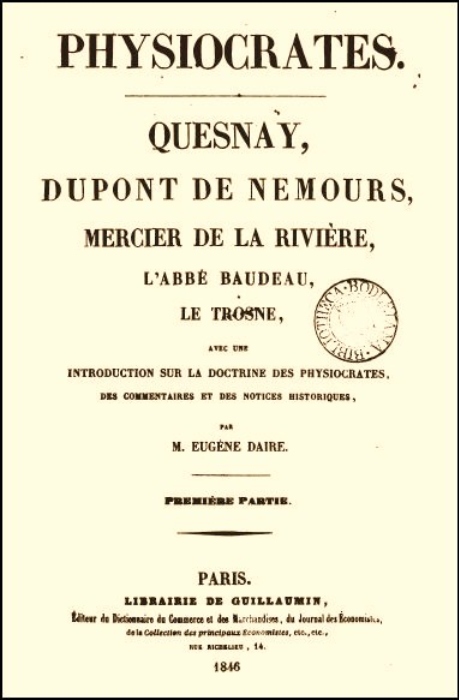 PHYSIOCRATES.
QUESNAY,
DUPONT DE NEMOURS,
MERCIER DE LA RIVIÈRE,
L'ABBÉ BAUDEAU,
LE TROSNE,
AVEC UNE
INTRODUCTION SUR LA DOCTRINE DES PHYSIOCRATES,
DES COMMENTAIRES ET DES NOTICES HISTORIQUES,
PAR
M. EUGÈNE DAIRE.
PREMIÈRE PARTIE.
BIBLIOTHECA BODLEIANA
PARIS.
LIBRAIRIE DE GUILLAUMIN,
Éditeur du Dictionnaire du Commerce et des Marchandises, du Journal des Économistes,
de la Collection des principaux Économistes, etc., etc.,
RUE RICHELIEU, 14.
1846